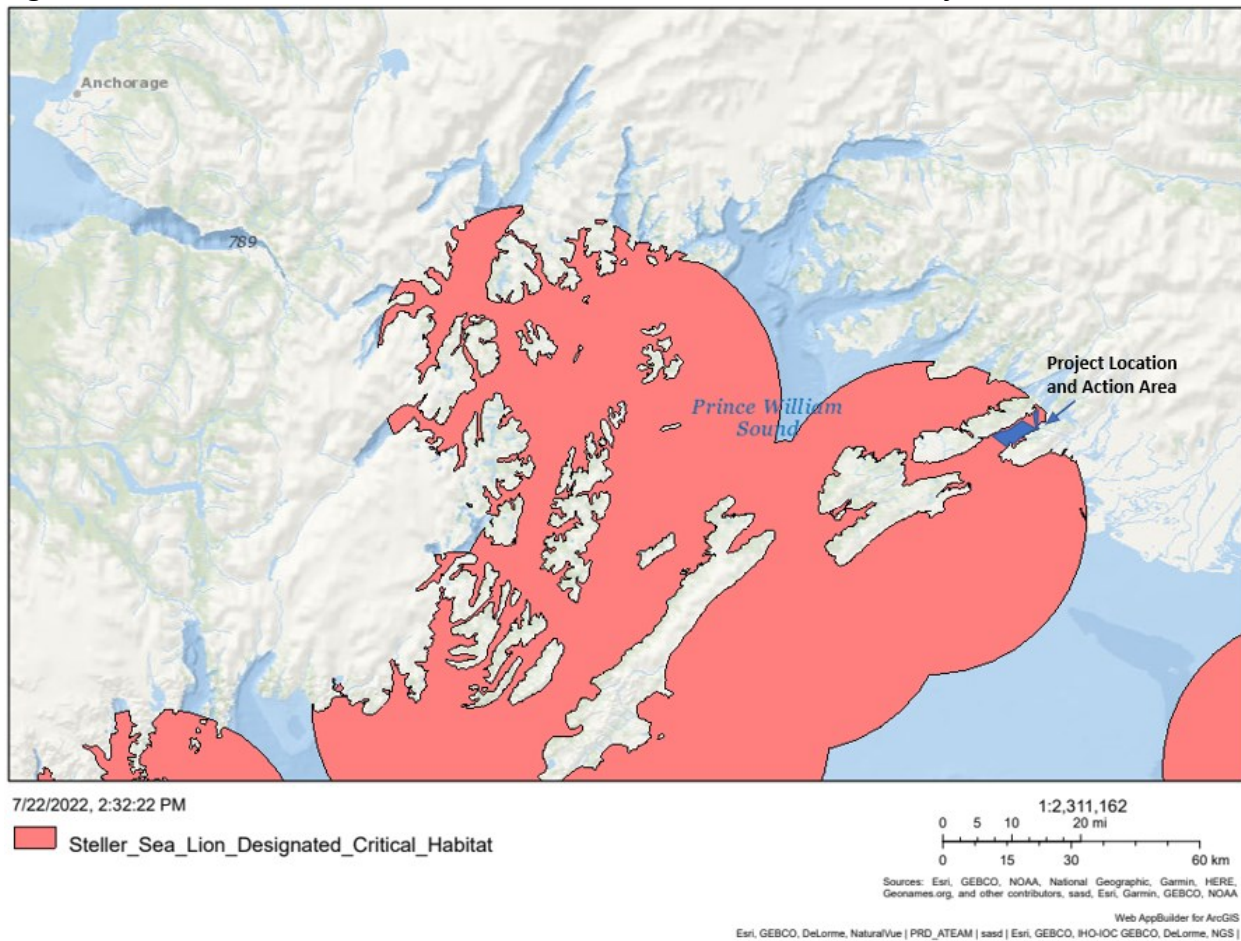 Anchorage
789
Project Location
and Action Area
Prince William
Sound
7/22/2022, 2:32:22 PM
Steller_Sea_Lion_Designated_Critical_Habitat
1:2,311,162
0 5 10 20 mi
0 15 30 60 km
Sources: Esri, GEBCO, NOAA, National Geographic, Garmin, HERE,
Geonames.org, and other contributors, sasd, Esri, Garmin, GEBCO, NOAA
Web AppBuilder for ArcGIS
Esri, GEBCO, DeLorme, NaturalVue | PRD_ATEAM | sasd | Esri, GEBCO, IHO-IOC GEBCO, DeLorme, NGS |